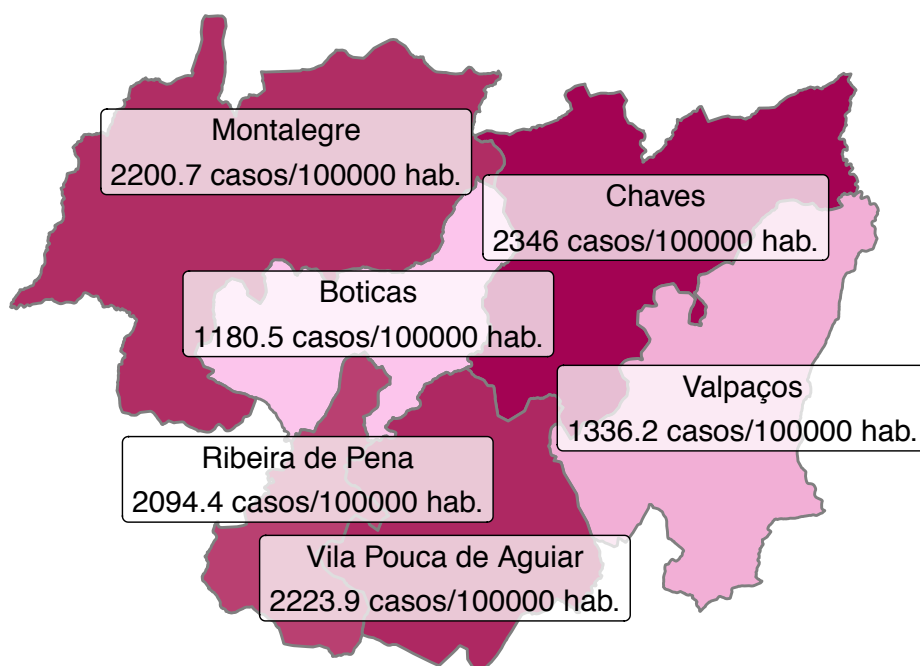 Montalegre
2200.7 casos/100000 hab.
Chaves
2346 casos/100000 hab.
Boticas
1180.5 casos/100000 hab.
Valpaços
1336.2 casos/100000 hab.
Ribeira de Pena
2094.4 casos/100000 hab.
Vila Pouca de Aguiar
2223.9 casos/100000 hab.